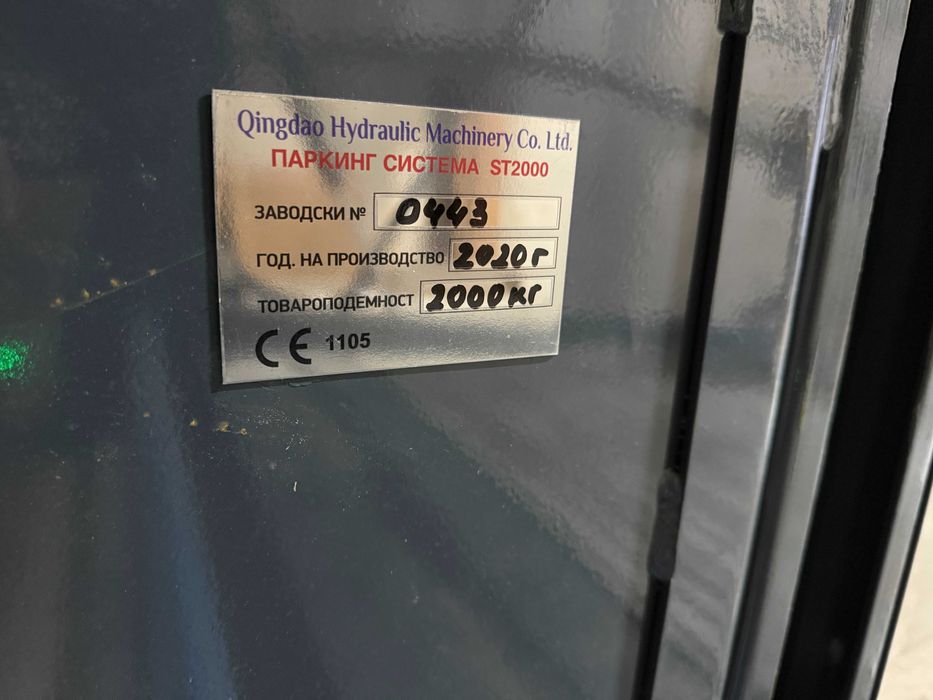 Qingdao Hydraulic Machinery Co. Ltd.
ПАРКИНГ СИСТЕМА ST2000
ЗАВОДСКИ № 0443
ГОД. НА ПРОИЗВОДСТВО 2020г
ТОВАРОПОДЕМНОСТ 2000кг
CE 1105